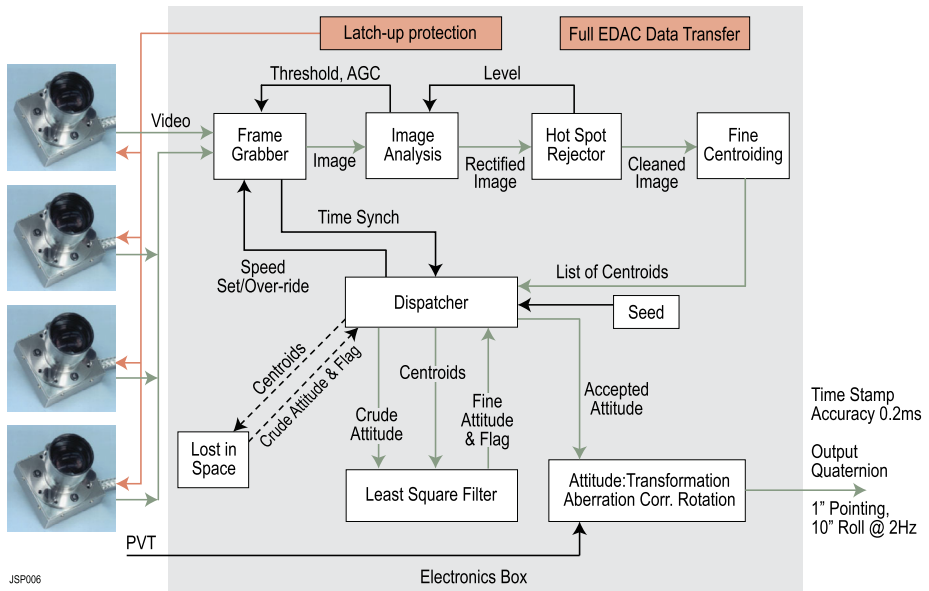 Latch-up protection
Full EDAC Data Transfer
Threshold, AGC
Level
Video
Frame
Grabber
Image
Image
Analysis
Rectified
Image
Hot Spot
Rejector
Cleaned
Image
Fine
Centroiding
Time Synch
Speed
Set/Over-ride
List of Centroids
Dispatcher
Seed
Centroids
Crude Attitude & Flag
Centroids
Crude
Attitude
Fine
Attitude
& Flag
Accepted
Attitude
Lost in
Space
Least Square Filter
Attitude:Transformation
Aberration Corr. Rotation
Time Stamp
Accuracy 0.2ms
Output
Quaternion
1” Pointing,
10” Roll @ 2Hz
PVT
Electronics Box
JSP006